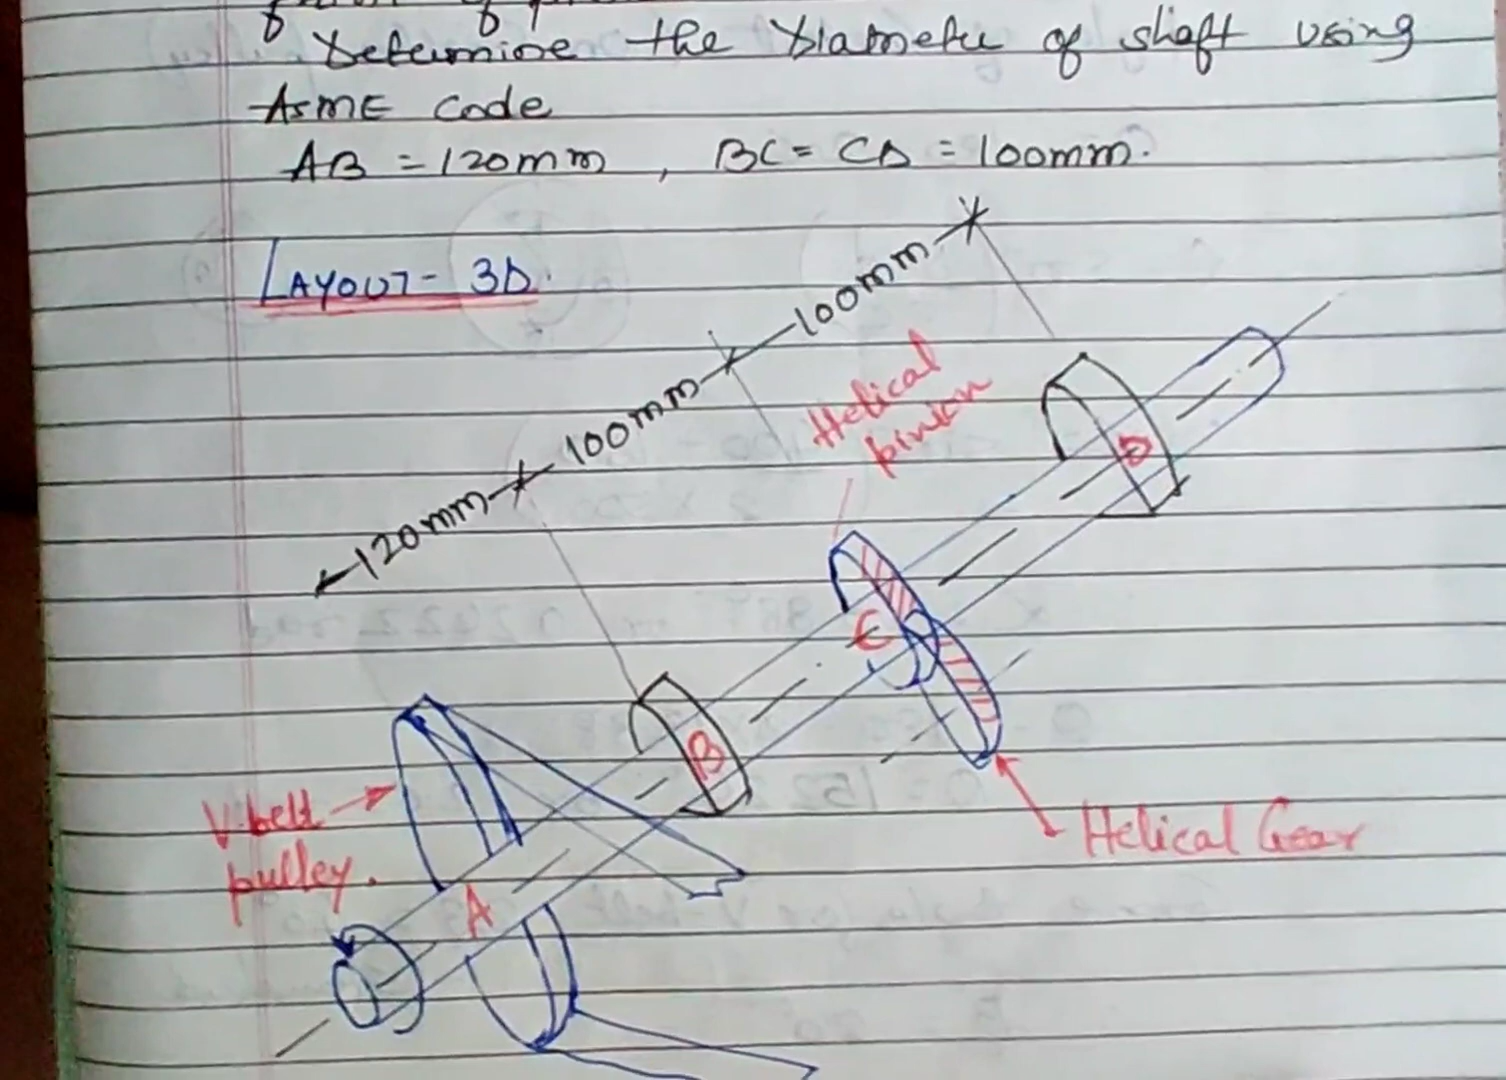 Determine the Diameter of shaft using
ASME Code
AB = 120mm , BC = CD = 100mm.
LAYOUT- 3D.
100mm
100mm
120mm
Helical
pinion
D
C
B
V-belt
pulley.
A
Helical Gear